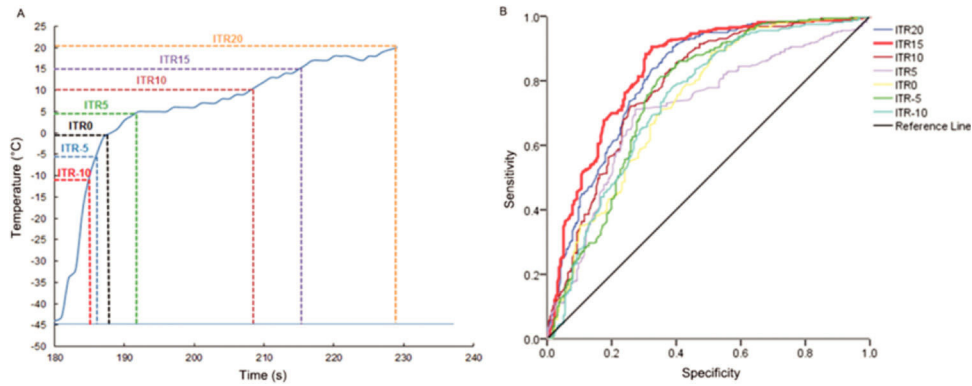 A
Temperature (°C)
25
20
15
10
5
0
-5
-10
-15
-20
-25
-30
-35
-40
-45
-50
ITR20
ITR15
ITR10
ITR5
ITR0
ITR-5
ITR-10
180
190
200
210
220
230
240
Time (s)
B
Sensitivity
1.0
0.8
0.6
0.4
0.2
0.0
0.0
0.2
0.4
0.6
0.8
1.0
Specificity
ITR20
ITR15
ITR10
ITR5
ITR0
ITR-5
ITR-10
Reference Line